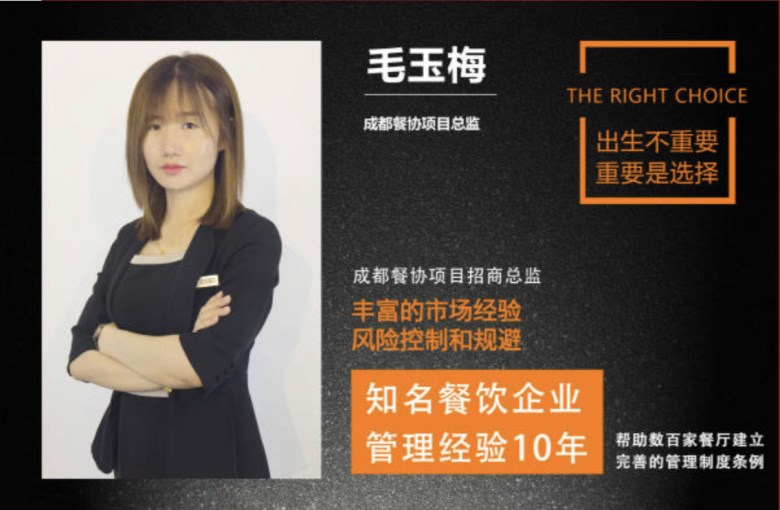 毛玉梅
成都餐协项目总监
THE RIGHT CHOICE
出生不重要
重要是选择
成都餐协项目招商总监
丰富的市场经验
风险控制和规避
知名餐饮企业
管理经验10年
帮助数百家餐厅建立
完善的管理制度条例